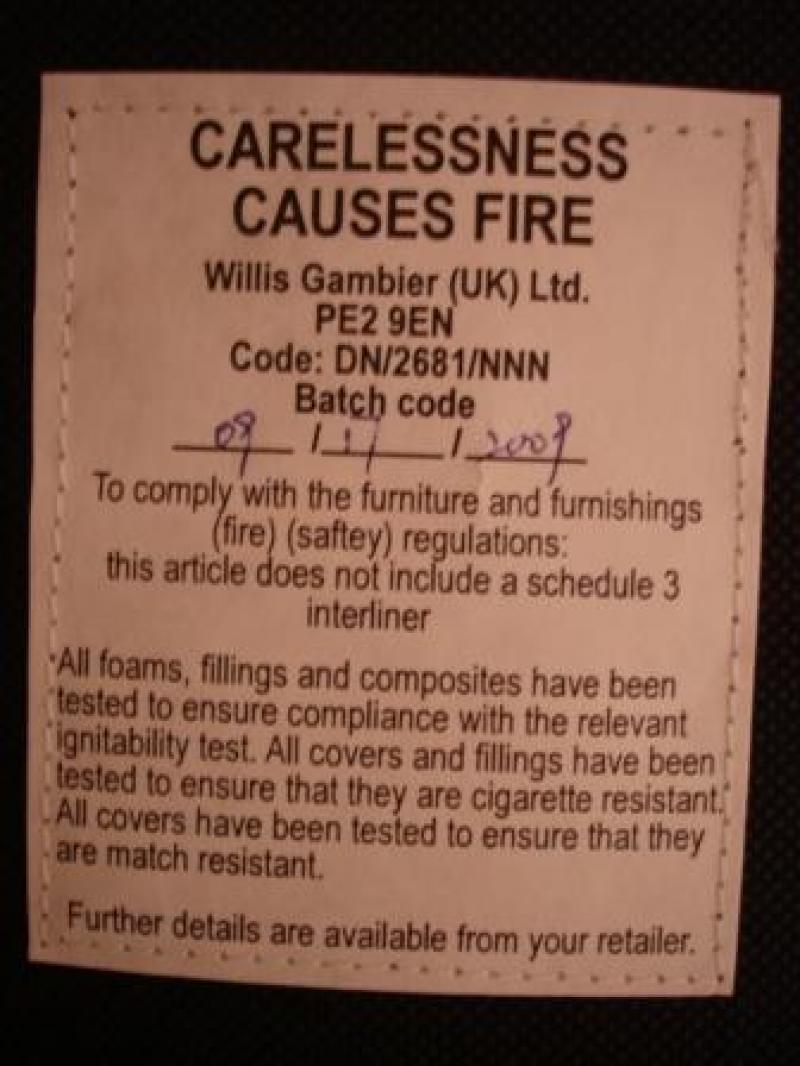 CARELESSNESS
CAUSES FIRE
Willis Gambier (UK) Ltd.
PE2 9EN
Code: DN/2681/NNN
Batch code
09 / 11 / 2009
To comply with the furniture and furnishings
(fire) (saftey) regulations:
this article does not include a schedule 3
interliner
All foams, fillings and composites have been
tested to ensure compliance with the relevant
ignitability test. All covers and fillings have been
tested to ensure that they are cigarette resistant.
All covers have been tested to ensure that they
are match resistant.
Further details are available from your retailer.